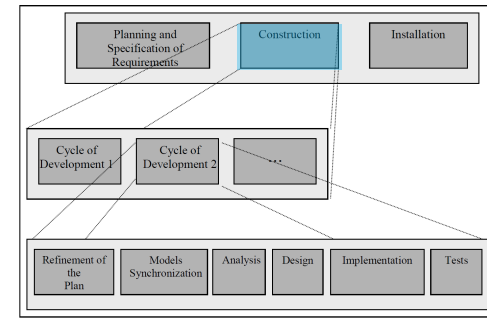 Planning and
Specification of
Requirements
Construction
Installation
Cycle of
Development 1
Cycle of
Development 2
...
Refinement of
the
Plan
Models
Synchronization
Analysis
Design
Implementation
Tests